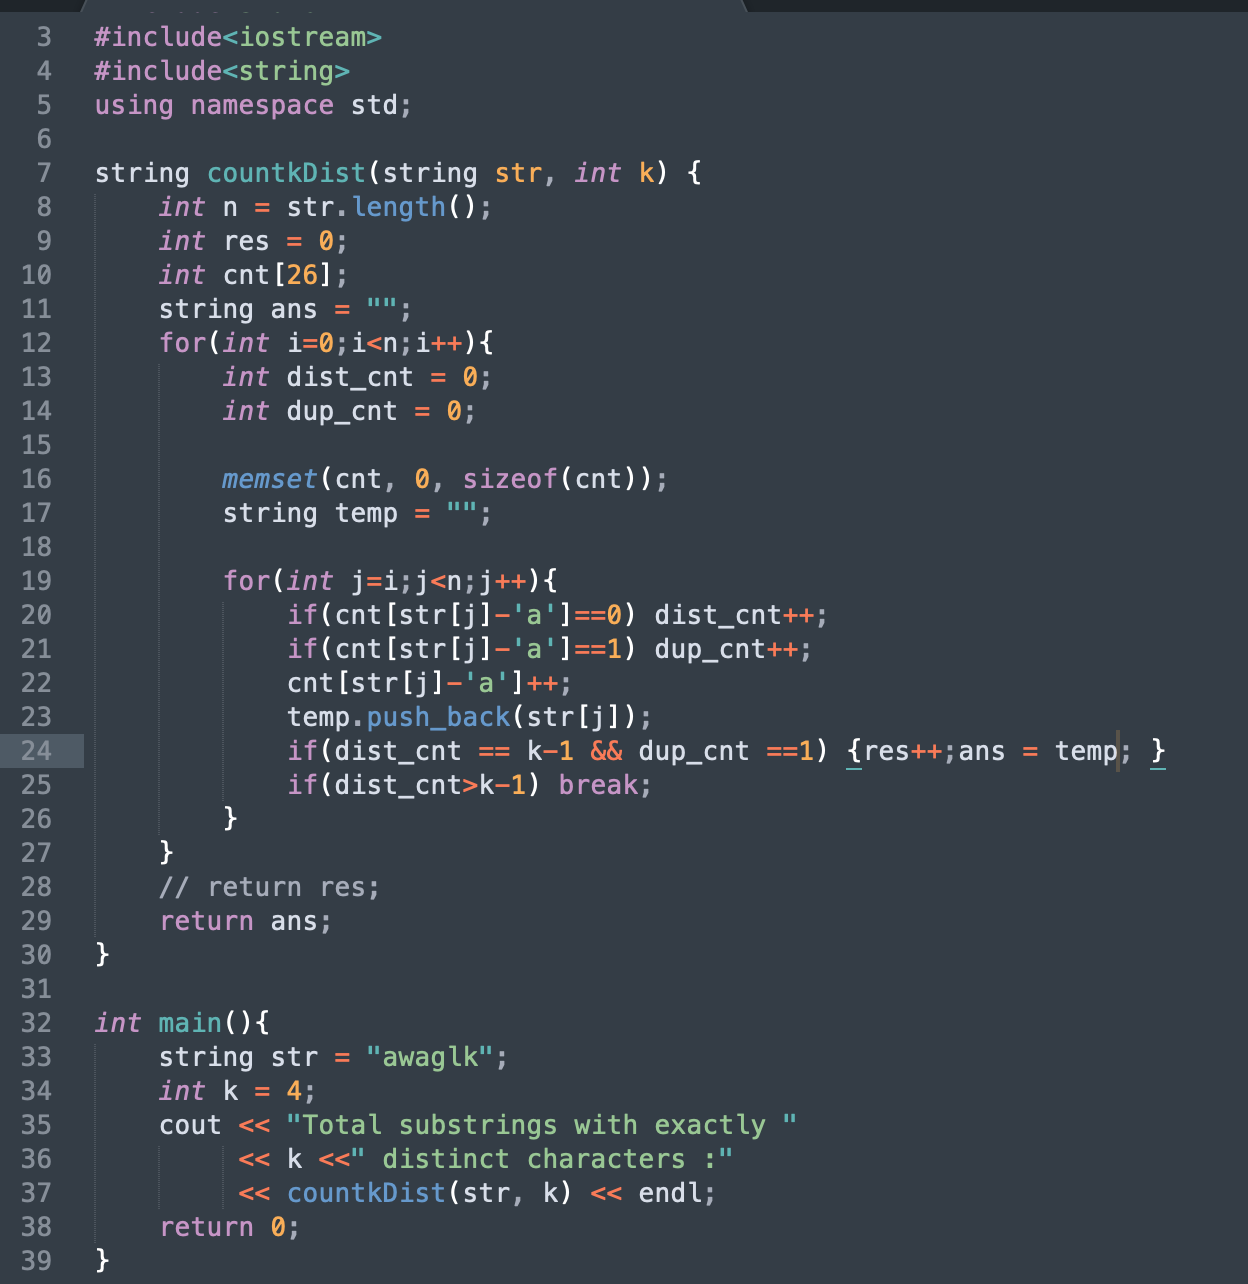 3 #include<iostream>
4 #include<string>
5 using namespace std;
6
7 string countkDist(string str, int k) {
8     int n = str.length();
9     int res = 0;
10     int cnt[26];
11     string ans = "";
12     for(int i=0;i<n;i++){
13         int dist_cnt = 0;
14         int dup_cnt = 0;
15
16         memset(cnt, 0, sizeof(cnt));
17         string temp = "";
18
19         for(int j=i;j<n;j++){
20             if(cnt[str[j]-'a']==0) dist_cnt++;
21             if(cnt[str[j]-'a']==1) dup_cnt++;
22             cnt[str[j]-'a']++;
23             temp.push_back(str[j]);
24             if(dist_cnt == k-1 && dup_cnt ==1) {res++;ans = temp; }
25             if(dist_cnt>k-1) break;
26         }
27     }
28     // return res;
29     return ans;
30 }
31
32 int main(){
33     string str = "awaglk";
34     int k = 4;
35     cout << "Total substrings with exactly "
36          << k <<" distinct characters :"
37          << countkDist(str, k) << endl;
38     return 0;
39 }